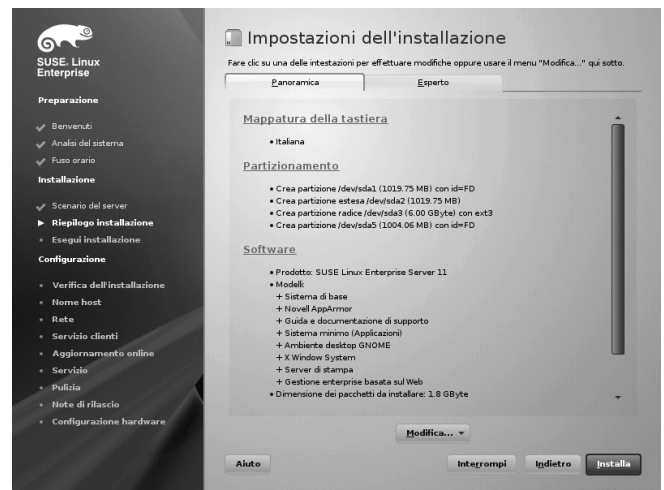 SUSE. Linux
Enterprise
Preparazione
Benvenuti
Analisi del sistema
Fuso orario
Installazione
Scenario del server
Riepilogo installazione
Esegui installazione
Configurazione
Verifica dell'installazione
Nome host
Rete
Servizio clienti
Aggiornamento online
Servizio
Pulizia
Note di rilascio
Configurazione hardware
Impostazioni dell'installazione
Fare clic su una delle intestazioni per effettuare modifiche oppure usare il menu "Modifica..." qui sotto.
Panoramica
Esperto
Mappatura della tastiera
• Italiana
Partizionamento
• Crea partizione /dev/sda1 (1019.75 MB) con id=FD
• Crea partizione estesa /dev/sda2 (1019.75 MB)
• Crea partizione radice /dev/sda3 (6.00 GByte) con ext3
• Crea partizione /dev/sda5 (1004.06 MB) con id=FD
Software
• Prodotto: SUSE Linux Enterprise Server 11
• Modelli:
+ Sistema di base
+ Novell AppArmor
+ Guida e documentazione di supporto
+ Sistema minimo (Applicazioni)
+ Ambiente desktop GNOME
+ X Window System
+ Server di stampa
+ Gestione enterprise basata sul Web
• Dimensione dei pacchetti da installare: 1.8 GByte
Modifica...
Aiuto
Interrompi
Indietro
Installa